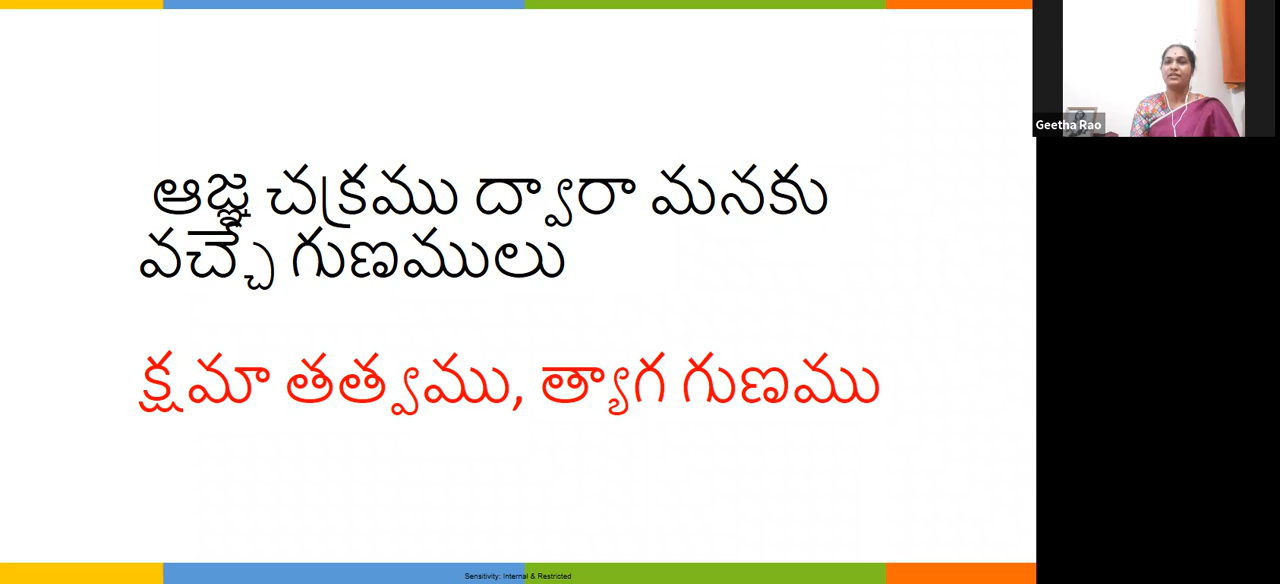 ఆజ్ఞ చక్రము ద్వారా మనకు
వచ్చే గుణములు
క్షమా తత్వము, త్యాగ గుణము
Geetha Rao
Sensitivity: Internal & Restricted